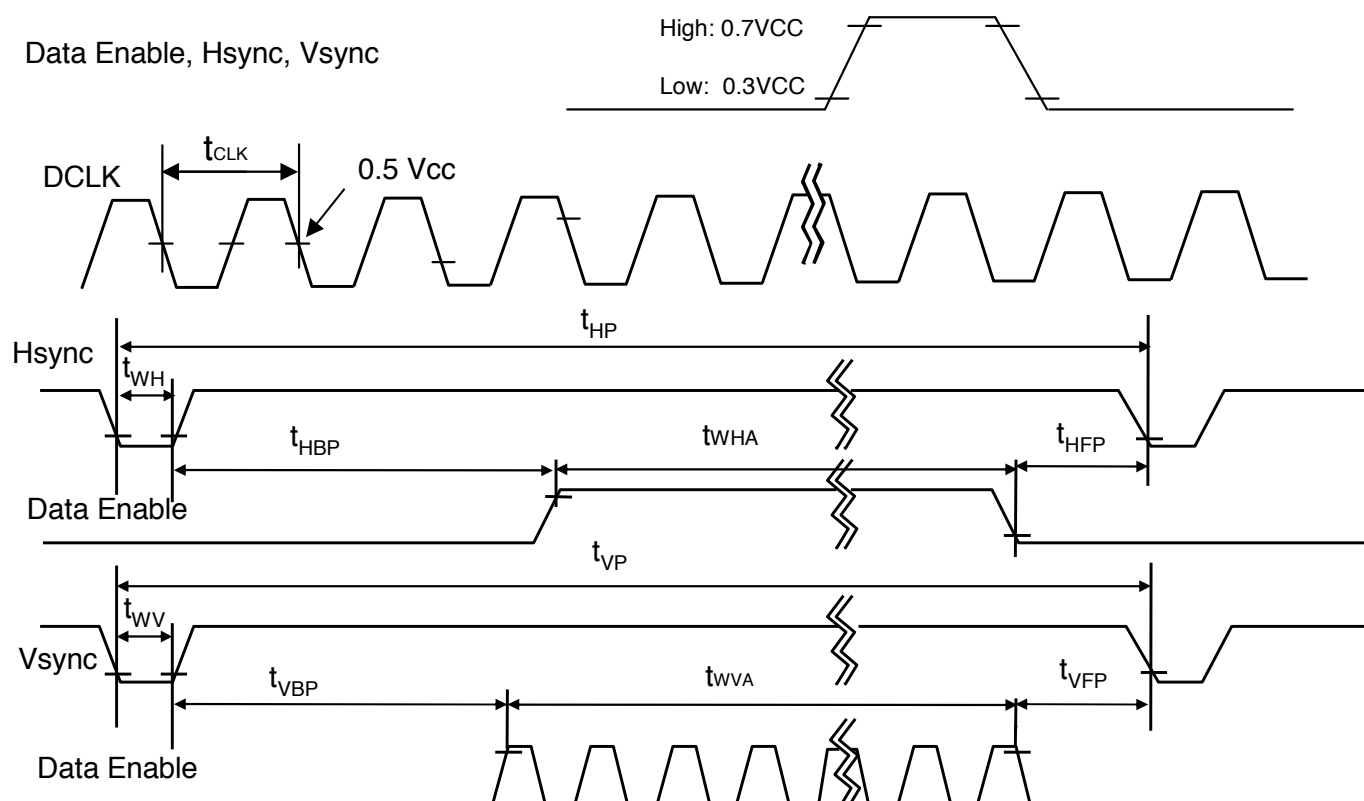 High: 0.7VCC
Data Enable, Hsync, Vsync
Low: 0.3VCC
tCLK
DCLK
0.5 Vcc
tHP
Hsync
tWH
tHBP
tWHA
tHFP
Data Enable
tVP
tWV
Vsync
tVBP
tWVA
tVFP
Data Enable